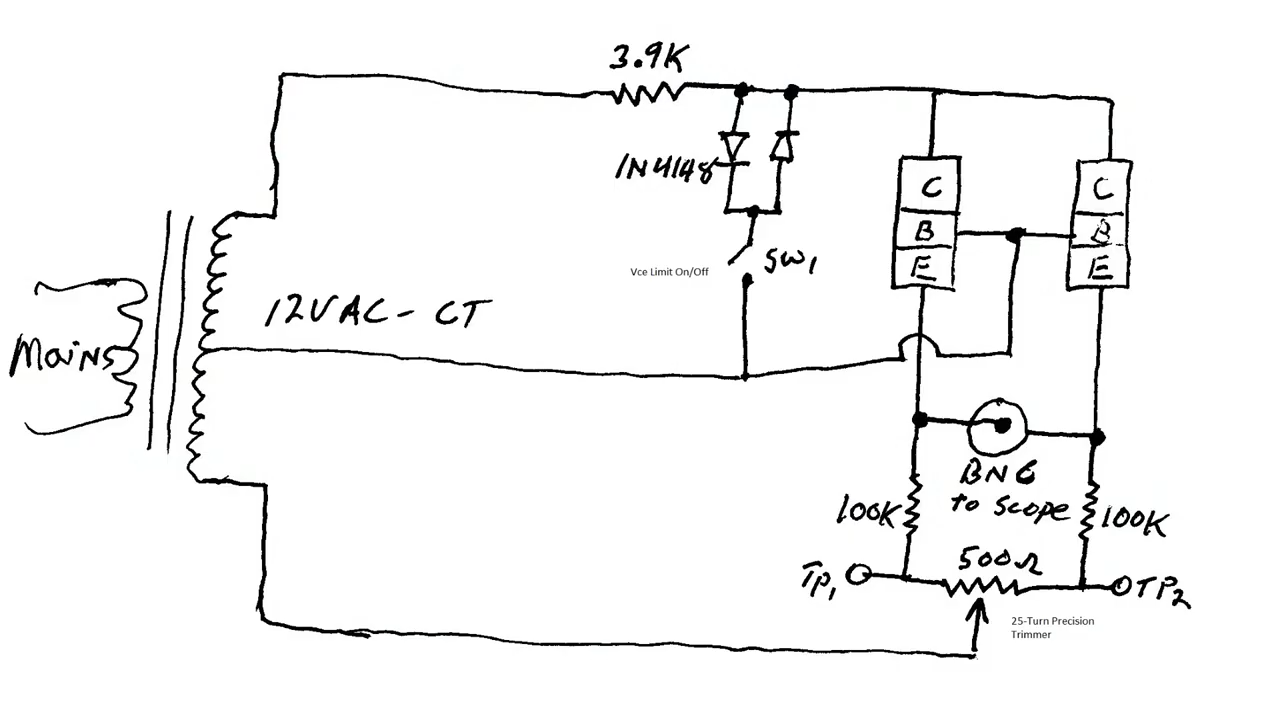 3.9K
1N4148
C
C
B
B
E
E
SW1
Vce Limit On/Off
12VAC - CT
Mains
BNC
to Scope
100K
100K
500Ω
TP1
TP2
25-Turn Precision
Trimmer